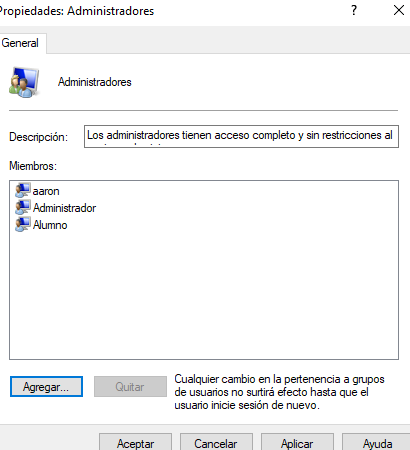 Propiedades: Administradores
?
General
Administradores
Descripción:
Los administradores tienen acceso completo y sin restricciones al
Miembros:
aaron
Administrador
Alumno
Agregar...
Quitar
Cualquier cambio en la pertenencia a grupos
de usuarios no surtirá efecto hasta que el
usuario inicie sesión de nuevo.
Aceptar
Cancelar
Aplicar
Ayuda